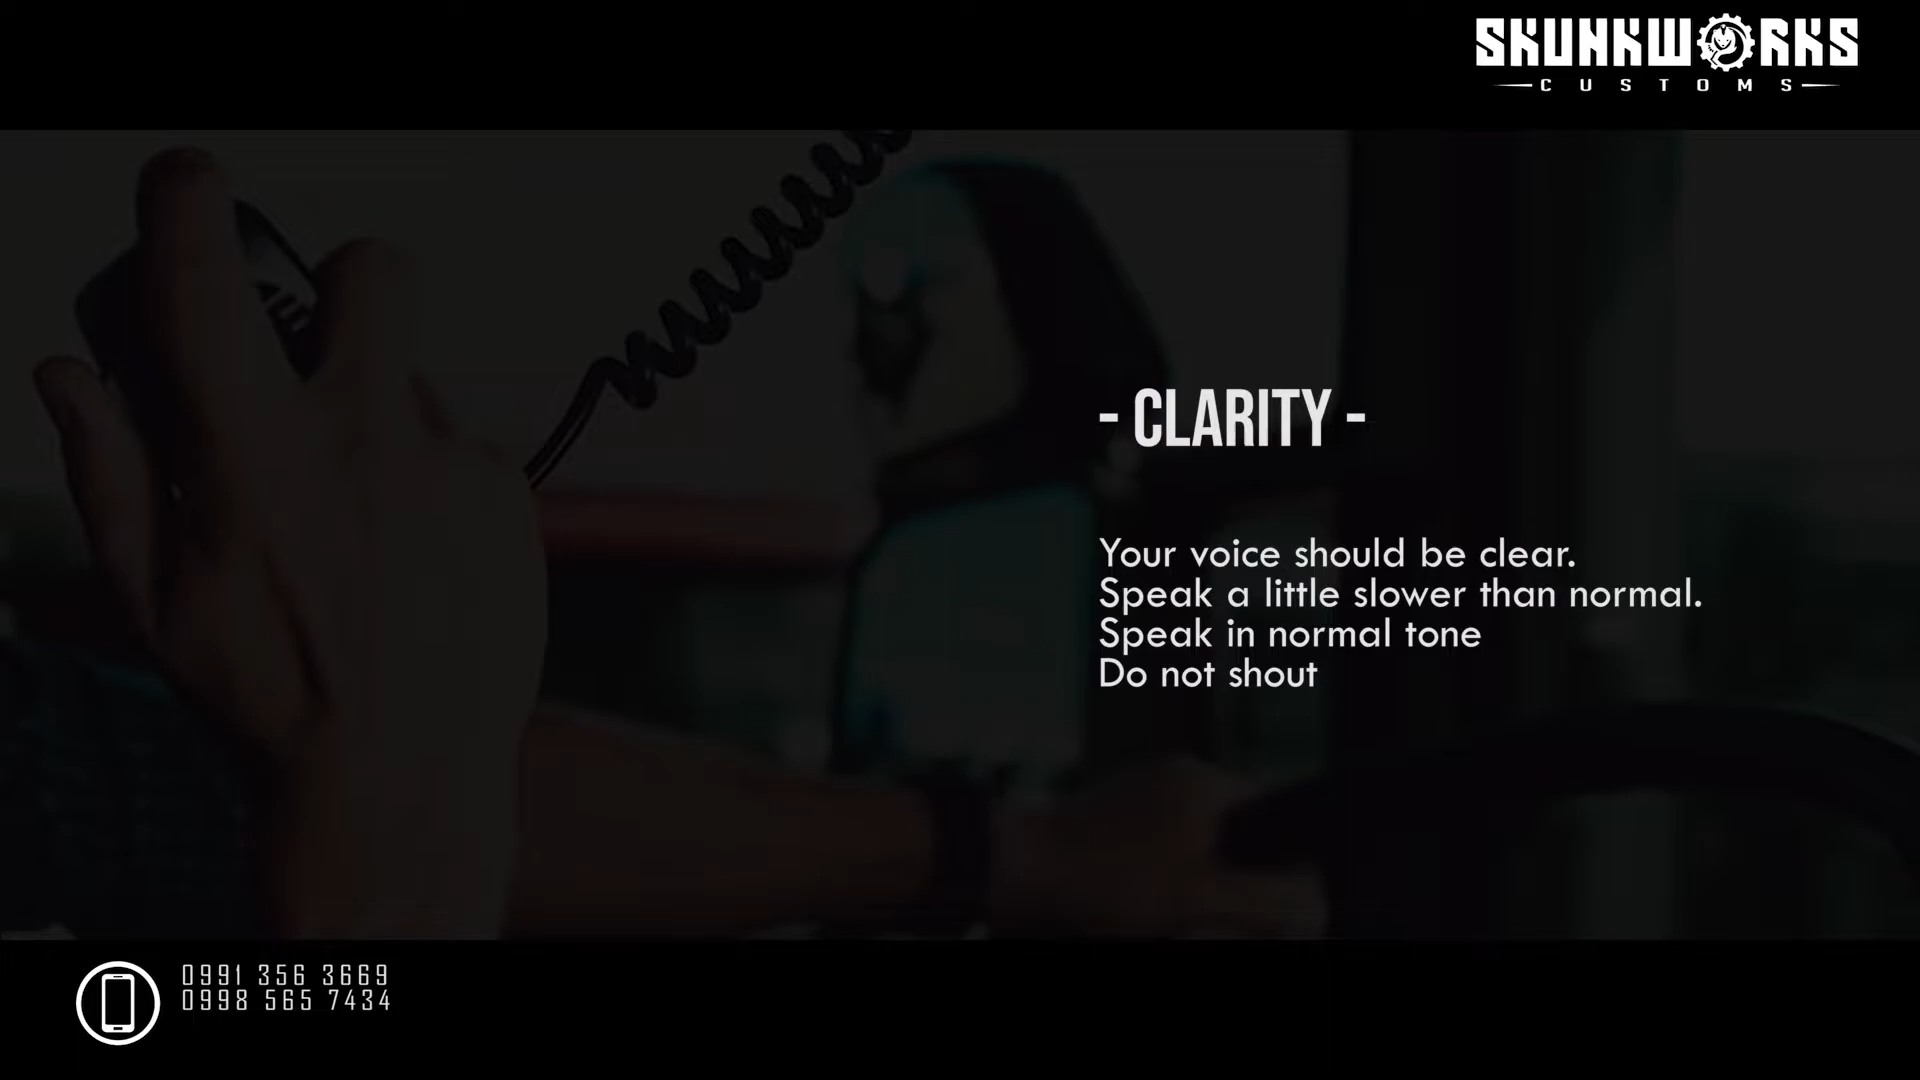 SKUNKWORKS
CUSTOMS
- CLARITY -
Your voice should be clear.
Speak a little slower than normal.
Speak in normal tone
Do not shout
0991 356 3669
0998 565 7434